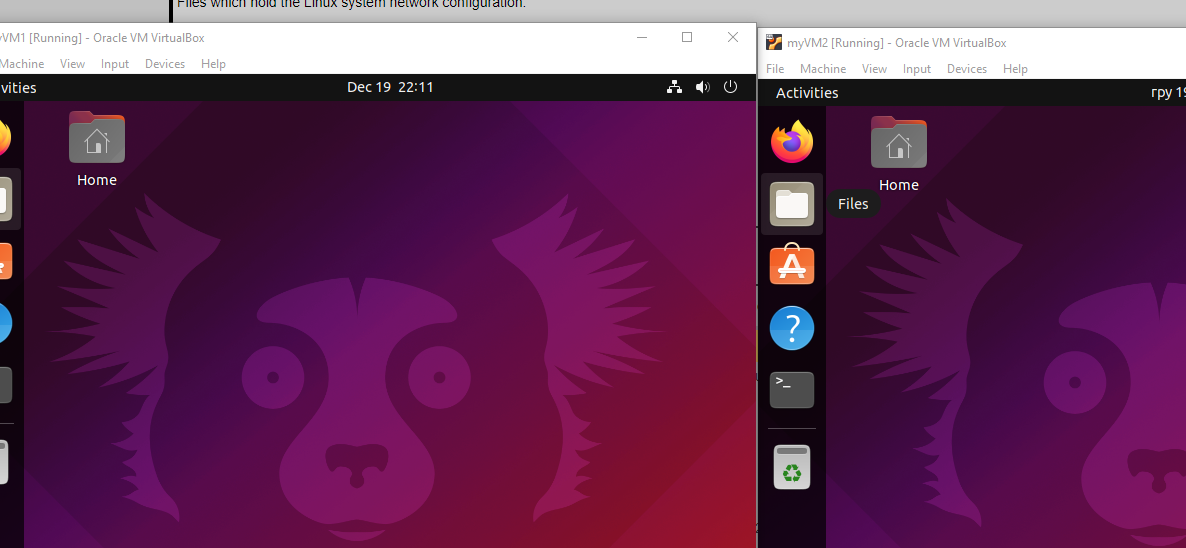 Files which hold the Linux system network configuration.
yVM1 [Running] - Oracle VM VirtualBox
Machine View Input Devices Help
vities Dec 19 22:11
Home
myVM2 [Running] - Oracle VM VirtualBox
File Machine View Input Devices Help
Activities гру 19
Home
Files